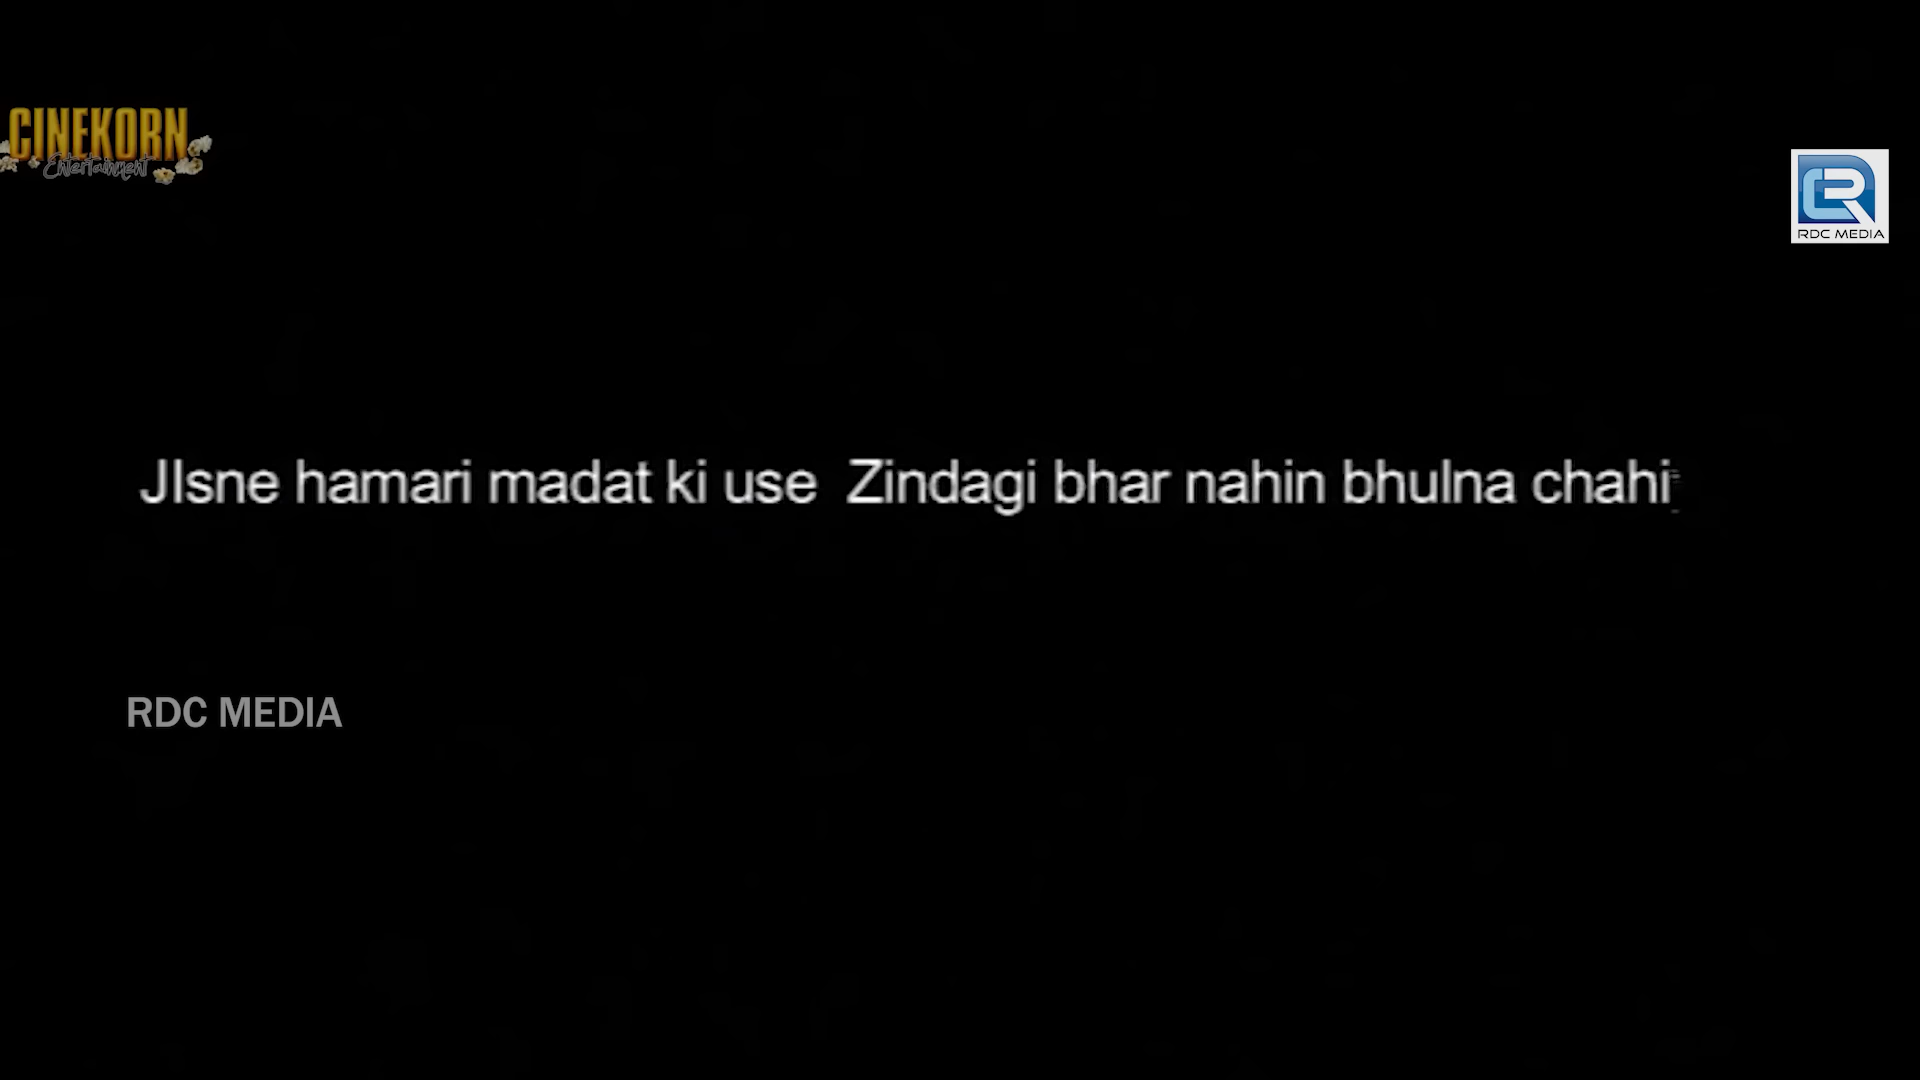 CINEKORN
Entertainment
RDC MEDIA
JIsne hamari madat ki use  Zindagi bhar nahin bhulna chahi
RDC MEDIA